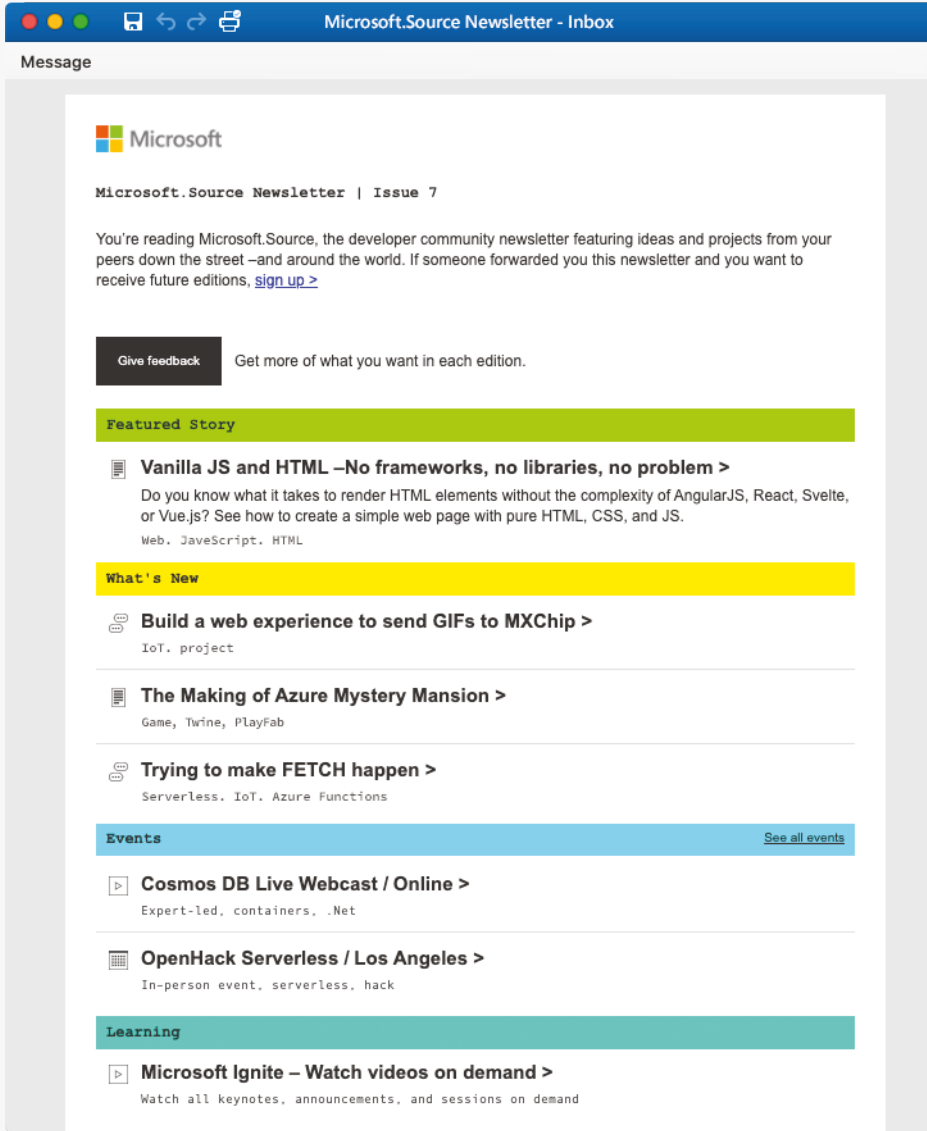 Microsoft.Source Newsletter - Inbox
Message
Microsoft
Microsoft.Source Newsletter | Issue 7
You’re reading Microsoft.Source, the developer community newsletter featuring ideas and projects from your
peers down the street –and around the world. If someone forwarded you this newsletter and you want to
receive future editions, sign up >
Give feedback Get more of what you want in each edition.
Featured Story
Vanilla JS and HTML –No frameworks, no libraries, no problem >
Do you know what it takes to render HTML elements without the complexity of AngularJS, React, Svelte,
or Vue.js? See how to create a simple web page with pure HTML, CSS, and JS.
Web. JaveScript. HTML
What's New
Build a web experience to send GIFs to MXChip >
IoT. project
The Making of Azure Mystery Mansion >
Game, Twine, PlayFab
Trying to make FETCH happen >
Serverless. IoT. Azure Functions
Events See all events
Cosmos DB Live Webcast / Online >
Expert-led, containers, .Net
OpenHack Serverless / Los Angeles >
In-person event, serverless, hack
Learning
Microsoft Ignite – Watch videos on demand >
Watch all keynotes, announcements, and sessions on demand